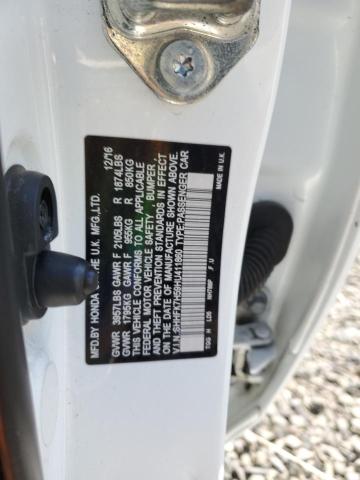 MFD.BY HONDA OF THE U.K. MFG.,LTD. 12/16
GVWR 3957LBS GAWR F 2105LBS R 1874LBS
GVWR 1795KG GAWR F 955KG R 850KG
THIS VEHICLE CONFORMS TO ALL APPLICABLE
FEDERAL MOTOR VEHICLE SAFETY, BUMPER,
AND THEFT PREVENTION STANDARDS IN EFFECT
ON THE DATE OF MANUFACTURE SHOWN ABOVE.
V.I.N. TYPE:PASSENGER CAR
MADE IN U.K.